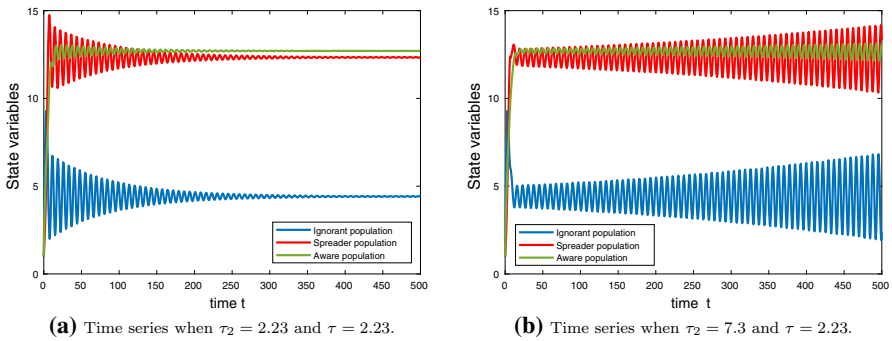 15
10
5
0
State variables
Ignorant population
Spreader population
Aware population
0 50 100 150 200 250 300 350 400 450 500
time t
(a) Time series when τ₂ = 2.23 and τ = 2.23.
15
10
5
0
State variables
Ignorant population
Spreader population
Aware population
0 50 100 150 200 250 300 350 400 450 500
time t
(b) Time series when τ₂ = 7.3 and τ = 2.23.